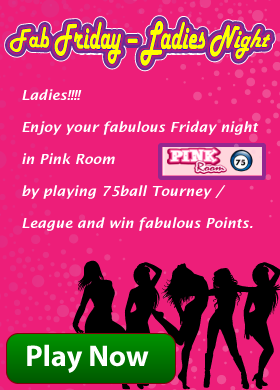 Fab Friday - Ladies Night
Ladies!!!!
Enjoy your fabulous Friday night
in Pink Room
PINK
Room
75
by playing 75ball Tourney /
League and win fabulous Points.
Play Now